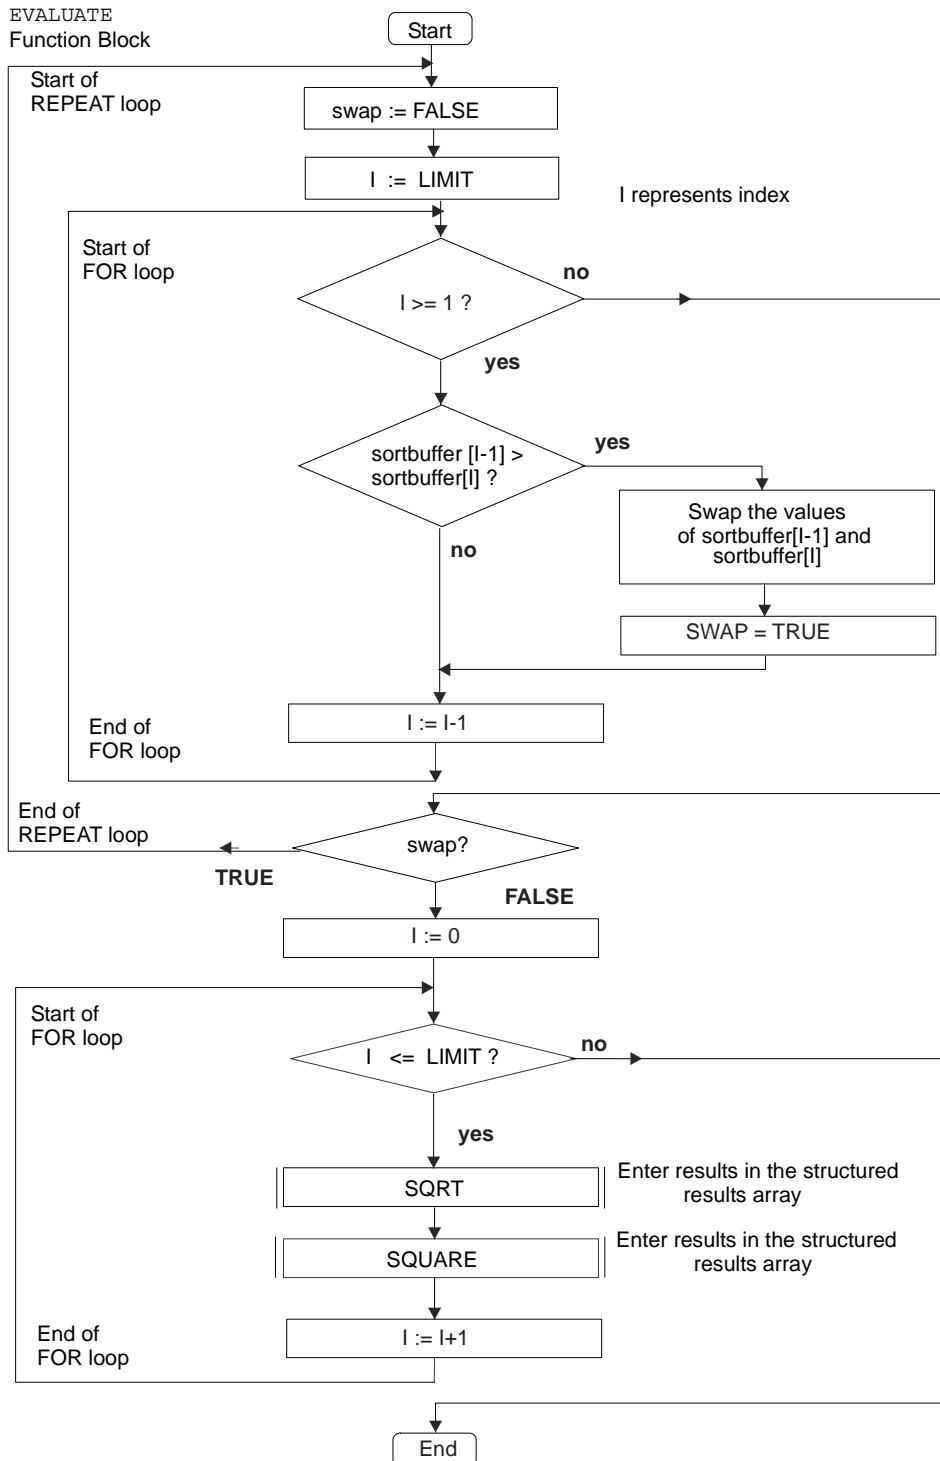 EVALUATE
Function Block
Start
Start of
REPEAT loop
swap := FALSE
I := LIMIT
I represents index
Start of
FOR loop
no
I >= 1 ?
yes
sortbuffer [I-1] >
sortbuffer[I] ?
yes
Swap the values
of sortbuffer[I-1] and
sortbuffer[I]
no
SWAP = TRUE
I := I-1
End of
FOR loop
End of
REPEAT loop
swap?
TRUE
FALSE
I := 0
Start of
FOR loop
I <= LIMIT ?
no
yes
SQRT
Enter results in the structured
results array
SQUARE
Enter results in the structured
results array
I := I+1
End of
FOR loop
End